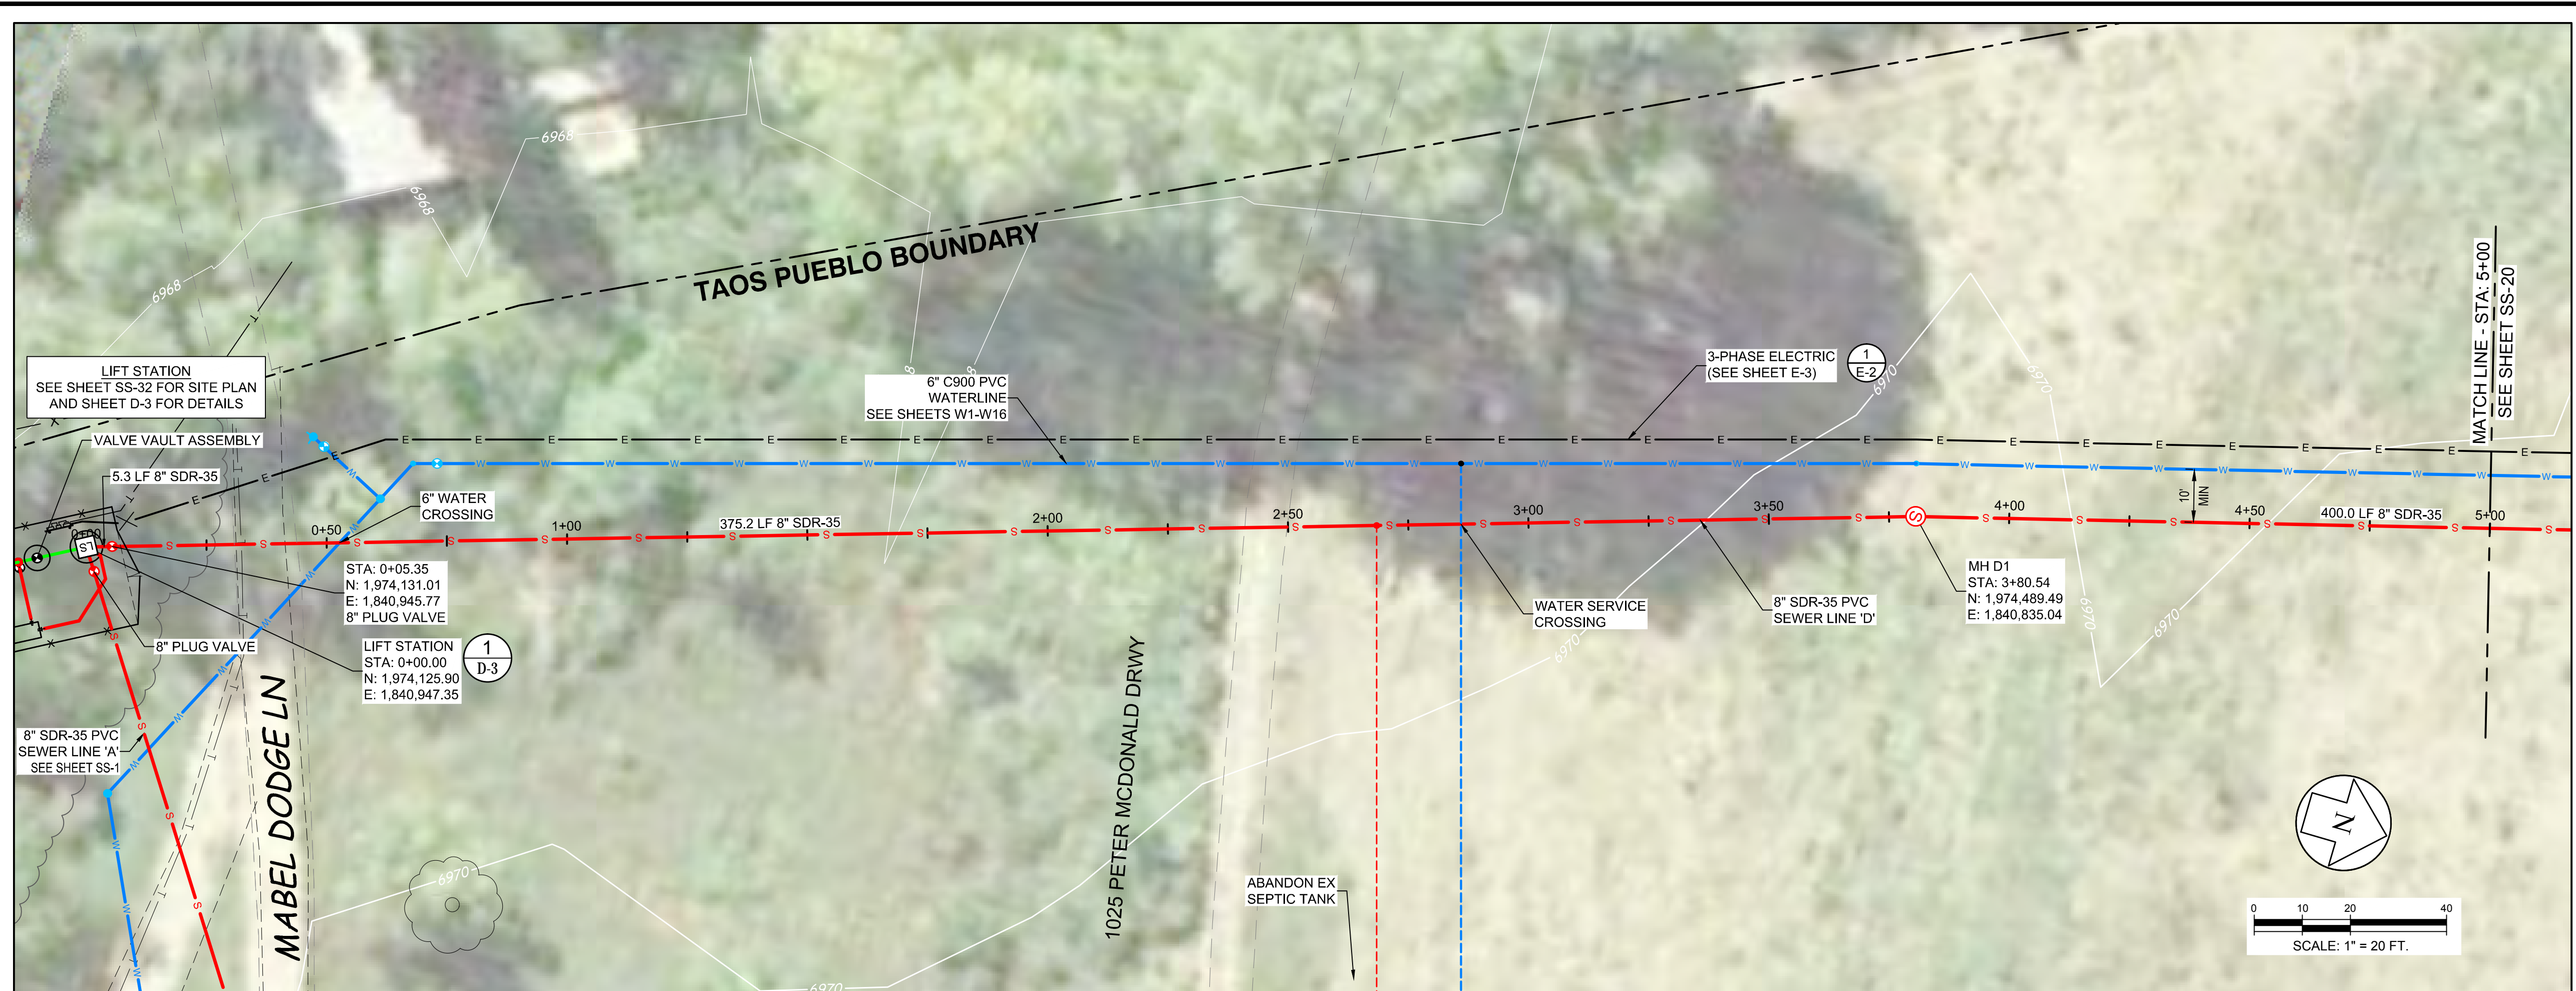 6968
6968
6968
TAOS PUEBLO BOUNDARY
LIFT STATION
SEE SHEET SS-32 FOR SITE PLAN
AND SHEET D-3 FOR DETAILS
VALVE VAULT ASSEMBLY
5.3 LF 8" SDR-35
6" C900 PVC
WATERLINE
SEE SHEETS W1-W16
8
8
3-PHASE ELECTRIC
(SEE SHEET E-3)
1
E-2
6970
6970
MATCH LINE - STA: 5+00
SEE SHEET SS-20
6" WATER
CROSSING
0+00
0+50
1+00
375.2 LF 8" SDR-35
2+00
2+50
3+00
3+50
4+00
4+50
400.0 LF 8" SDR-35
5+00
10'
MIN
LS
S
STA: 0+05.35
N: 1,974,131.01
E: 1,840,945.77
8" PLUG VALVE
8" PLUG VALVE
LIFT STATION
STA: 0+00.00
N: 1,974,125.90
E: 1,840,947.35
1
D-3
WATER SERVICE
CROSSING
8" SDR-35 PVC
SEWER LINE 'D'
MH D1
STA: 3+80.54
N: 1,974,489.49
E: 1,840,835.04
6970
6970
6970
8" SDR-35 PVC
SEWER LINE 'A'
SEE SHEET SS-1
MABEL DODGE LN
1025 PETER MCDONALD DRWY
6970
6970
ABANDON EX
SEPTIC TANK
N
0 10 20 40
SCALE: 1" = 20 FT.